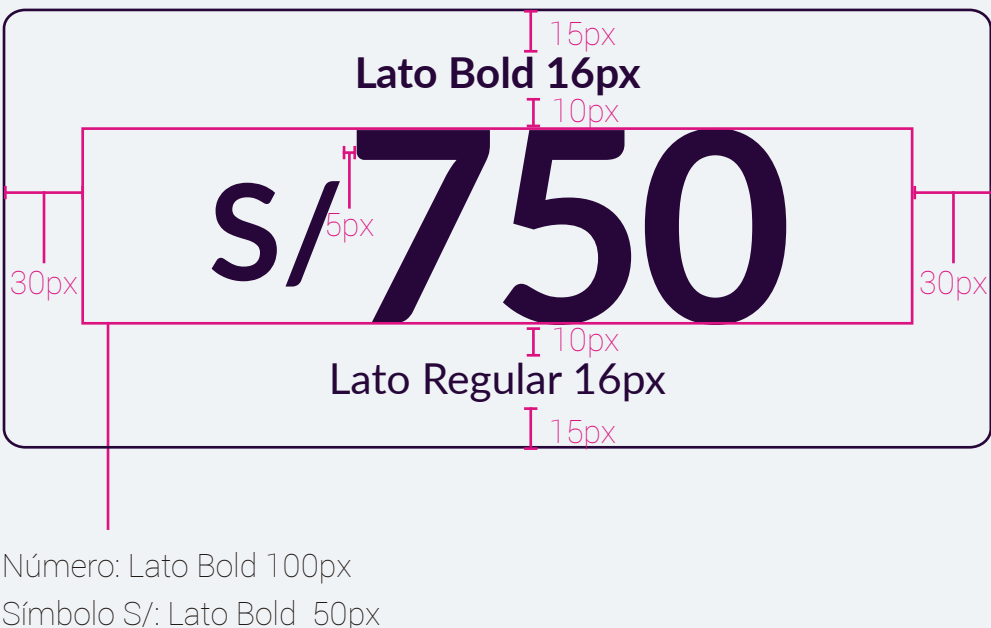 15px
Lato Bold 16px
10px
S/750
5px
30px
30px
10px
Lato Regular 16px
15px
Número: Lato Bold 100px
Símbolo S/: Lato Bold  50px